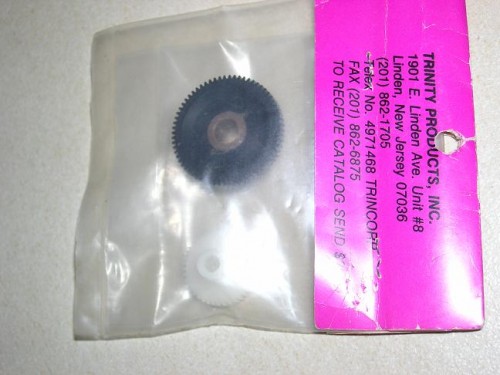 TRINITY PRODUCTS, INC.
1901 E. Linden Ave. Unit #8
Linden, New Jersey 07036
(201) 862-1705
Telex No. 4971468
FAX (201) 862-6875
TO RECEIVE CATALOG SEND